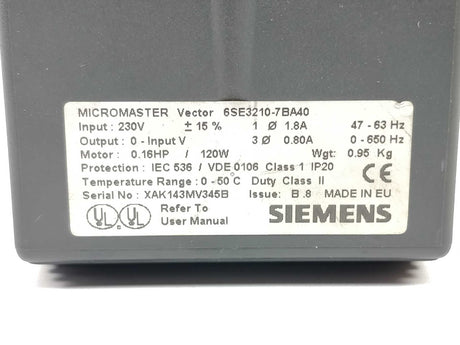 MICROMASTER Vector 6SE3210-7BA40
Input : 230V ± 15 % 1 Ø 1.8A 47 - 63 Hz
Output : 0 - Input V 3 Ø 0.80A 0 - 650 Hz
Motor : 0.16HP / 120W Wgt: 0.95 Kg
Protection : IEC 536 / VDE 0106 Class 1 IP20
Temperature Range : 0 - 50°C Duty Class II
Serial No : XAK143MV345B Issue: B.8 MADE IN EU
UL UL Refer To User Manual SIEMENS
CE